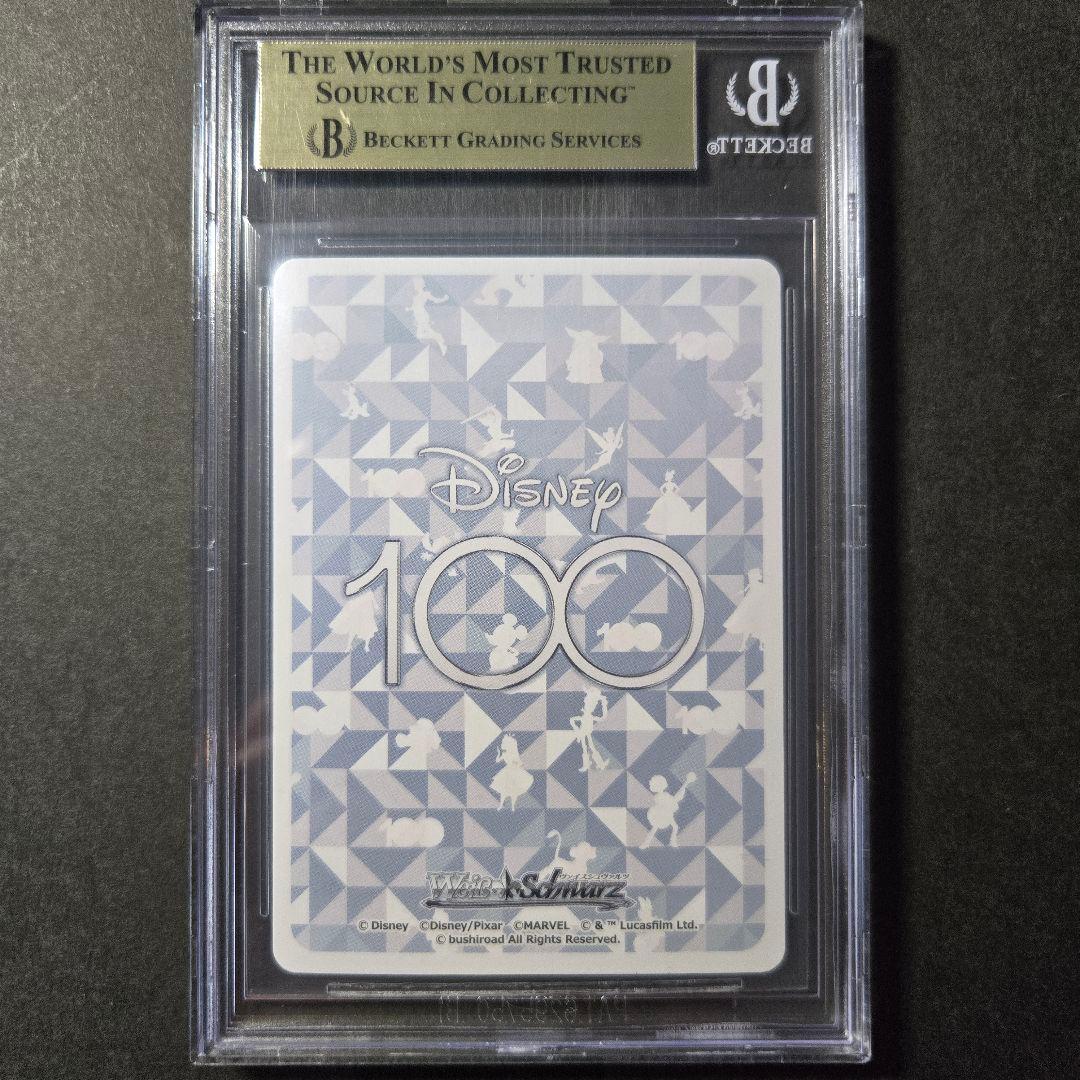 THE WORLD'S MOST TRUSTED
SOURCE IN COLLECTING™
B BECKETT GRADING SERVICES
B
BECKETT®
Disney
100
ヴァイスシュヴァルツ
Weiß Schwarz
© Disney ©Disney/Pixar ©MARVEL © & ™ Lucasfilm Ltd.
© bushiroad All Rights Reserved.